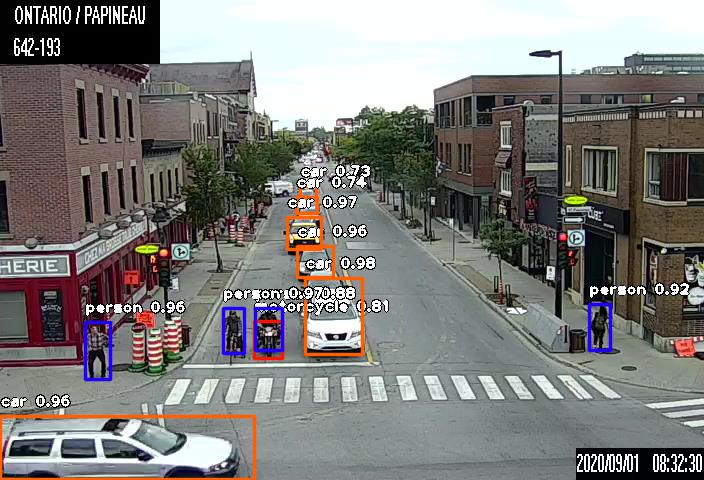 ONTARIO / PAPINEAU
642-193
car 0.73
car 0.74
car 0.97
car 0.96
car 0.98
person 0.97
0.88
motorcycle 0.81
person 0.96
person 0.92
HERIE
car 0.96
2020/09/01 08:32:30